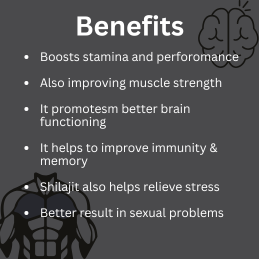 Benefits
• Boosts stamina and perforomance
• Also improving muscle strength
• It promotesm better brain
functioning
• It helps to improve immunity &
memory
• Shilajit also helps relieve stress
• Better result in sexual problems